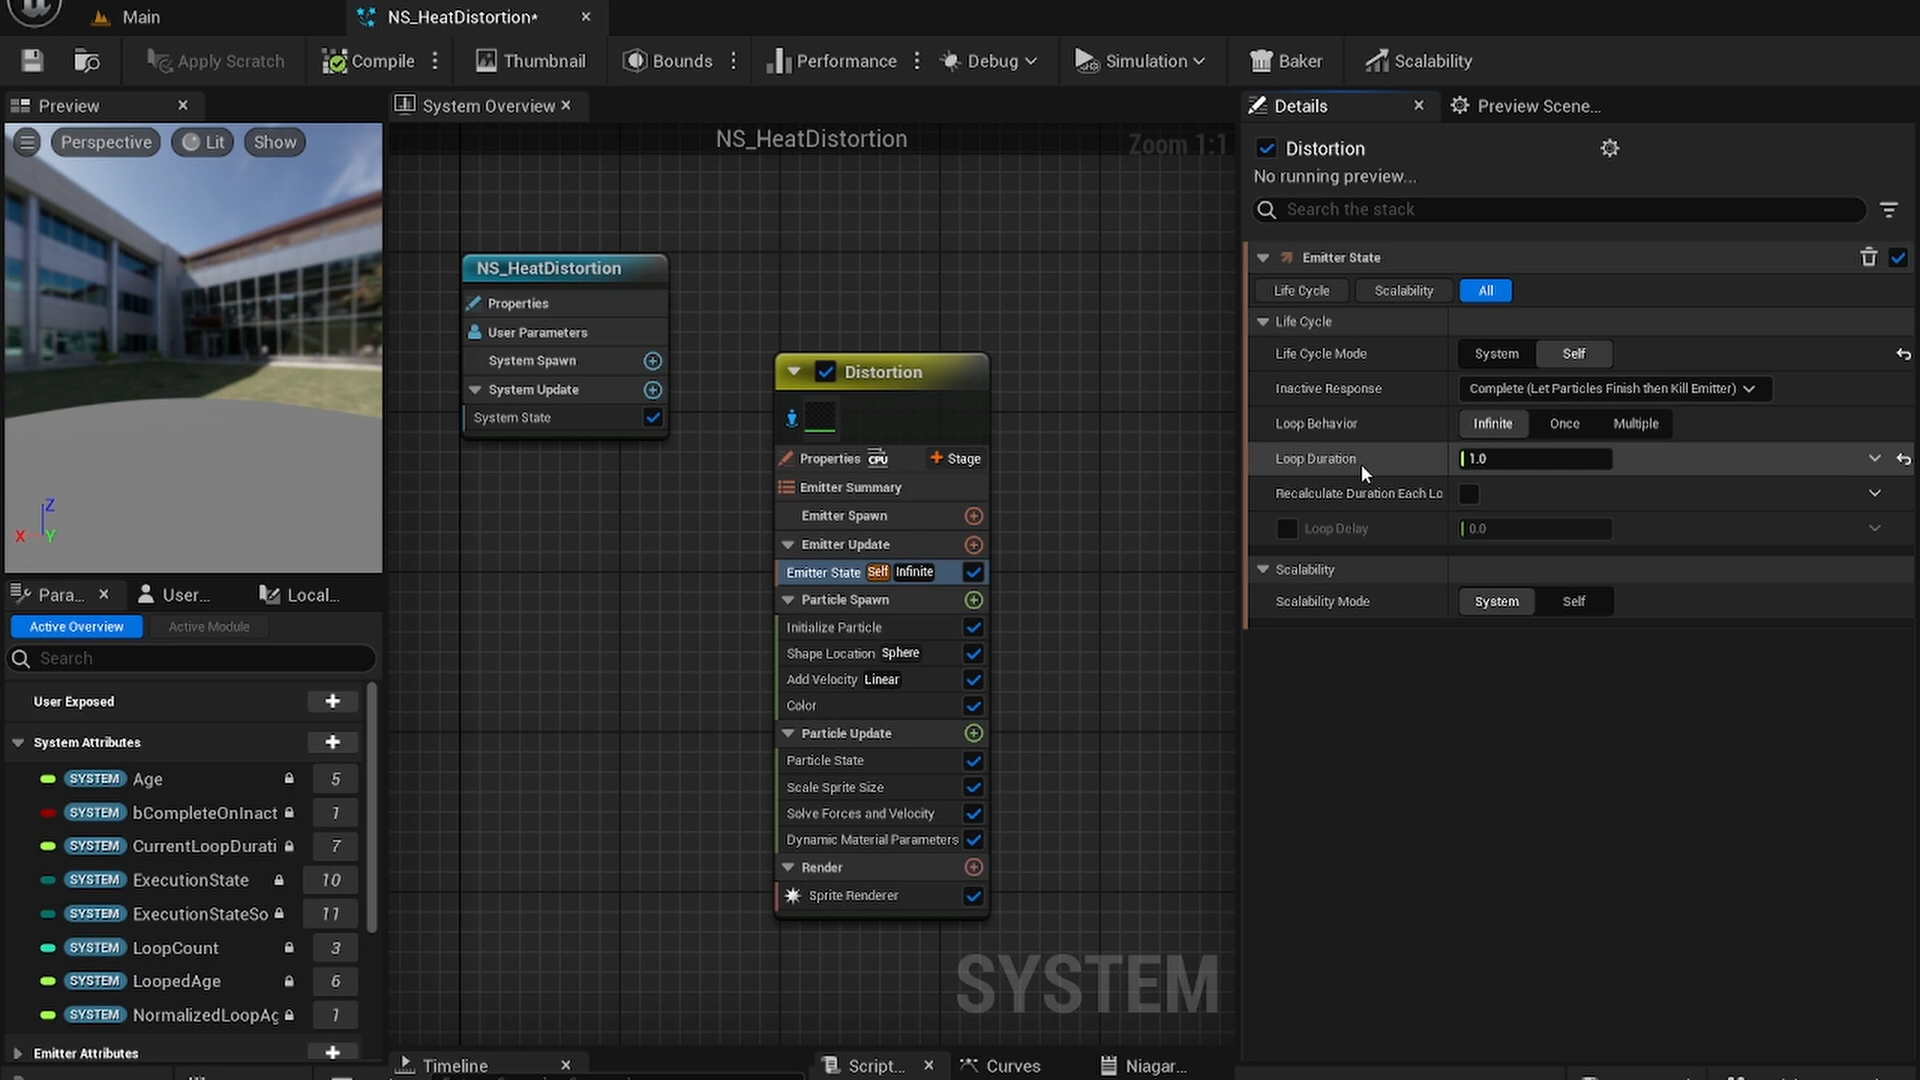 Main
NS_HeatDistortion*
Apply Scratch
Compile
Thumbnail
Bounds
Performance
Debug
Simulation
Baker
Scalability
Preview
System Overview
Details
Preview Scene...
Perspective
Lit
Show
NS_HeatDistortion
Zoom 1:1
Distortion
No running preview...
Search the stack
NS_HeatDistortion
Properties
User Parameters
System Spawn
System Update
System State
Distortion
Properties CPU
Stage
Emitter Summary
Emitter Spawn
Emitter Update
Emitter State Self Infinite
Particle Spawn
Initialize Particle
Shape Location Sphere
Add Velocity Linear
Color
Particle Update
Particle State
Scale Sprite Size
Solve Forces and Velocity
Dynamic Material Parameters
Render
Sprite Renderer
SYSTEM
Emitter State
Life Cycle
Scalability
All
Life Cycle
Life Cycle Mode System Self
Inactive Response Complete (Let Particles Finish then Kill Emitter)
Loop Behavior Infinite Once Multiple
Loop Duration 1.0
Recalculate Duration Each Lo
Loop Delay 0.0
Scalability
Scalability Mode System Self
X Z Y
Para...
User...
Local...
Active Overview
Active Module
Search
User Exposed
System Attributes
SYSTEM Age 5
SYSTEM bCompleteOnInact 1
SYSTEM CurrentLoopDurati 7
SYSTEM ExecutionState 10
SYSTEM ExecutionStateSo 11
SYSTEM LoopCount 3
SYSTEM LoopedAge 6
SYSTEM NormalizedLoopAg 1
Emitter Attributes
Timeline
Script...
Curves
Niagar...